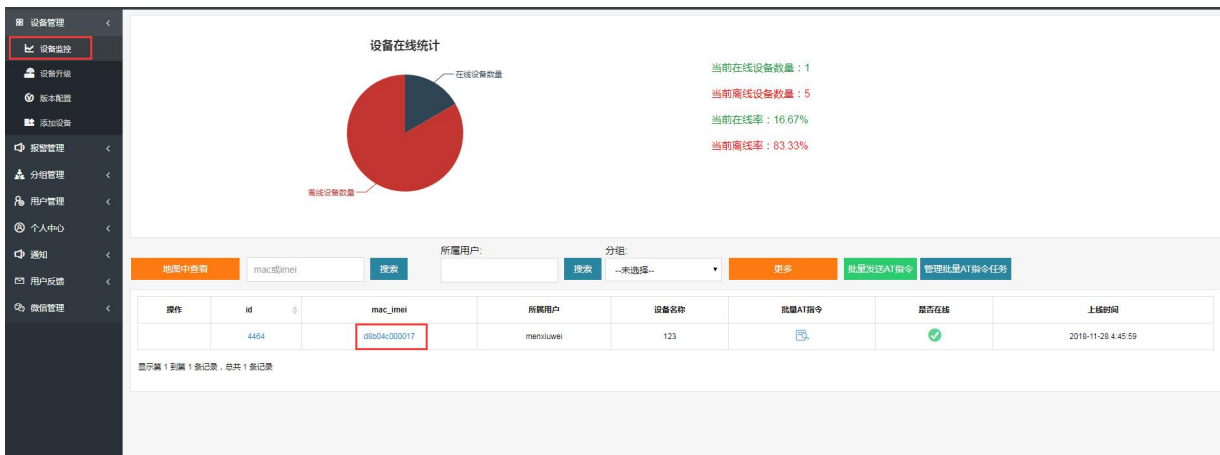 设备管理
设备监控
设备升级
版本配置
添加设备
报警管理
分组管理
用户管理
个人中心
通知
用户反馈
微信管理
设备在线统计
在线设备数量
离线设备数量
当前在线设备数量：1
当前离线设备数量：5
当前在线率：16.67%
当前离线率：83.33%
所属用户: 分组:
地图中查看 mac或imei 搜索 搜索 --未选择-- 更多 批量发送AT指令 管理批量AT指令任务
操作 id mac_imei 所属用户 设备名称 批量AT指令 是否在线 上线时间
4464 d8b04c000017 menxiuwei 123 2018-11-28 4:45:59
显示第 1 到第 1 条记录，总共 1 条记录